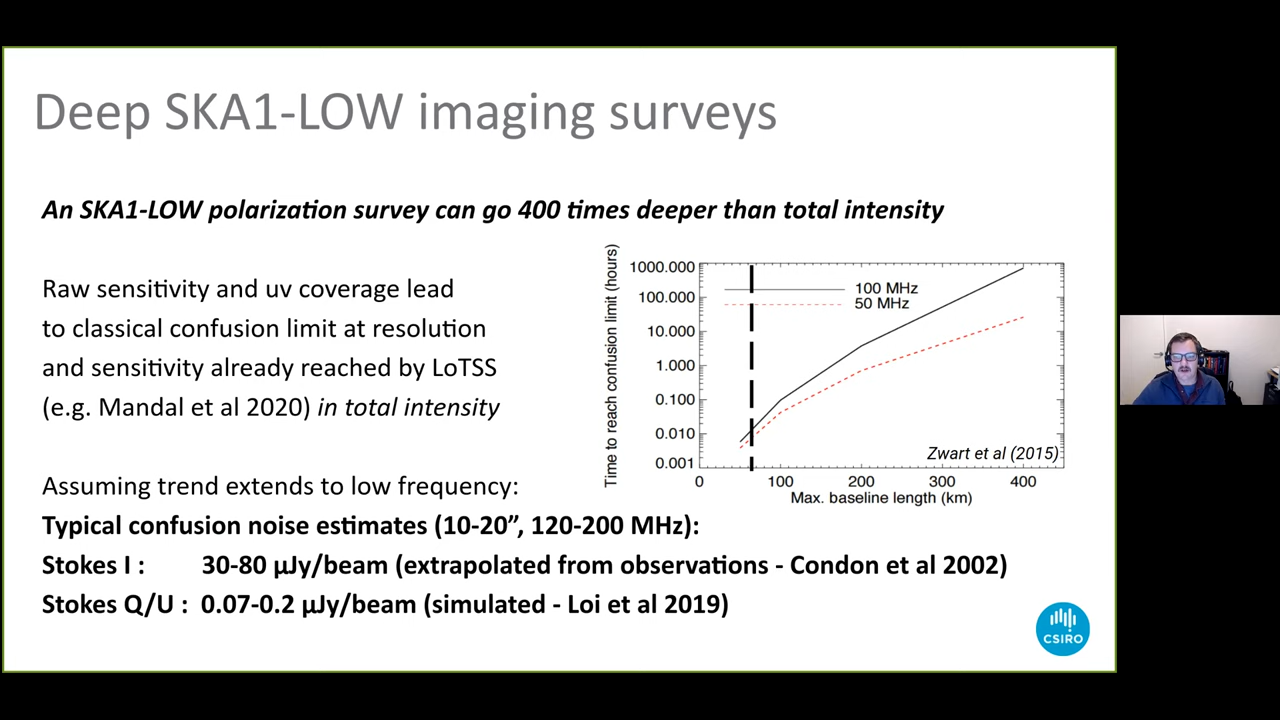 Deep SKA1-LOW imaging surveys
An SKA1-LOW polarization survey can go 400 times deeper than total intensity
Raw sensitivity and uv coverage lead
to classical confusion limit at resolution
and sensitivity already reached by LoTSS
(e.g. Mandal et al 2020) in total intensity
Assuming trend extends to low frequency:
Typical confusion noise estimates (10-20”, 120-200 MHz):
Stokes I : 30-80 µJy/beam (extrapolated from observations - Condon et al 2002)
Stokes Q/U : 0.07-0.2 µJy/beam (simulated - Loi et al 2019)
Time to reach confusion limit (hours)
1000.000
100.000
10.000
1.000
0.100
0.010
0.001
100 MHz
50 MHz
Zwart et al (2015)
0 100 200 300 400
Max. baseline length (km)
CSIRO